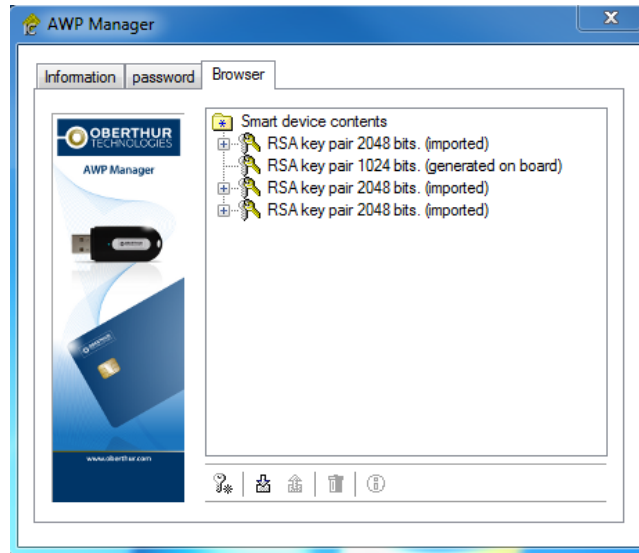 AWP Manager
x
Information password Browser
OBERTHUR
TECHNOLOGIES
AWP Manager
www.oberthur.com
Smart device contents
RSA key pair 2048 bits. (imported)
RSA key pair 1024 bits. (generated on board)
RSA key pair 2048 bits. (imported)
RSA key pair 2048 bits. (imported)